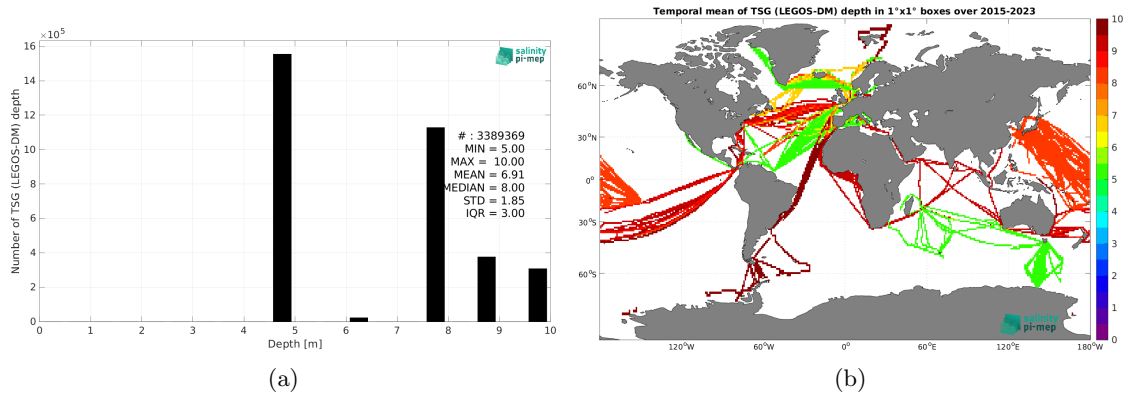 ×10⁵
16
14
12
10
8
6
4
2
0
Number of TSG (LEGOS-DM) depth
salinity
pi-mep
# : 3389369
MIN = 5.00
MAX = 10.00
MEAN = 6.91
MEDIAN = 8.00
STD = 1.85
IQR = 3.00
0 1 2 3 4 5 6 7 8 9 10
Depth [m]
(a)
Temporal mean of TSG (LEGOS-DM) depth in 1°x1° boxes over 2015-2023
60°N
30°N
0°
30°S
60°S
120°W 60°W 0° 60°E 120°E 180°W
salinity
pi-mep
10
9
8
7
6
5
4
3
2
1
0
(b)